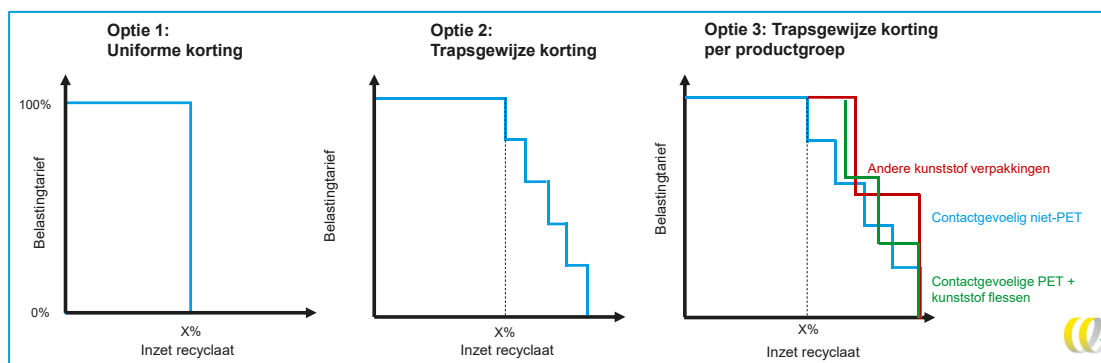 Optie 1:
Uniforme korting
100%
Belastingtarief
0%
X%
Inzet recyclaat
Optie 2:
Trapsgewijze korting
Belastingtarief
X%
Inzet recyclaat
Optie 3: Trapsgewijze korting
per productgroep
Belastingtarief
Andere kunststof verpakkingen
Contactgevoelig niet-PET
Contactgevoelige PET +
kunststof flessen
X%
Inzet recyclaat